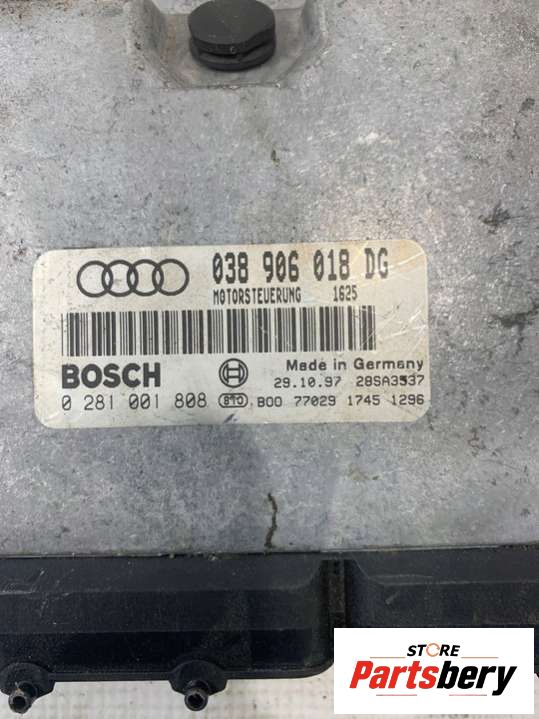 038 906 018 DG
MOTORSTEUERUNG 1625
BOSCH
Made in Germany
29.10.97 28SA3537
0 281 001 808 B00 77029 1745 1296
STORE
Partsbery